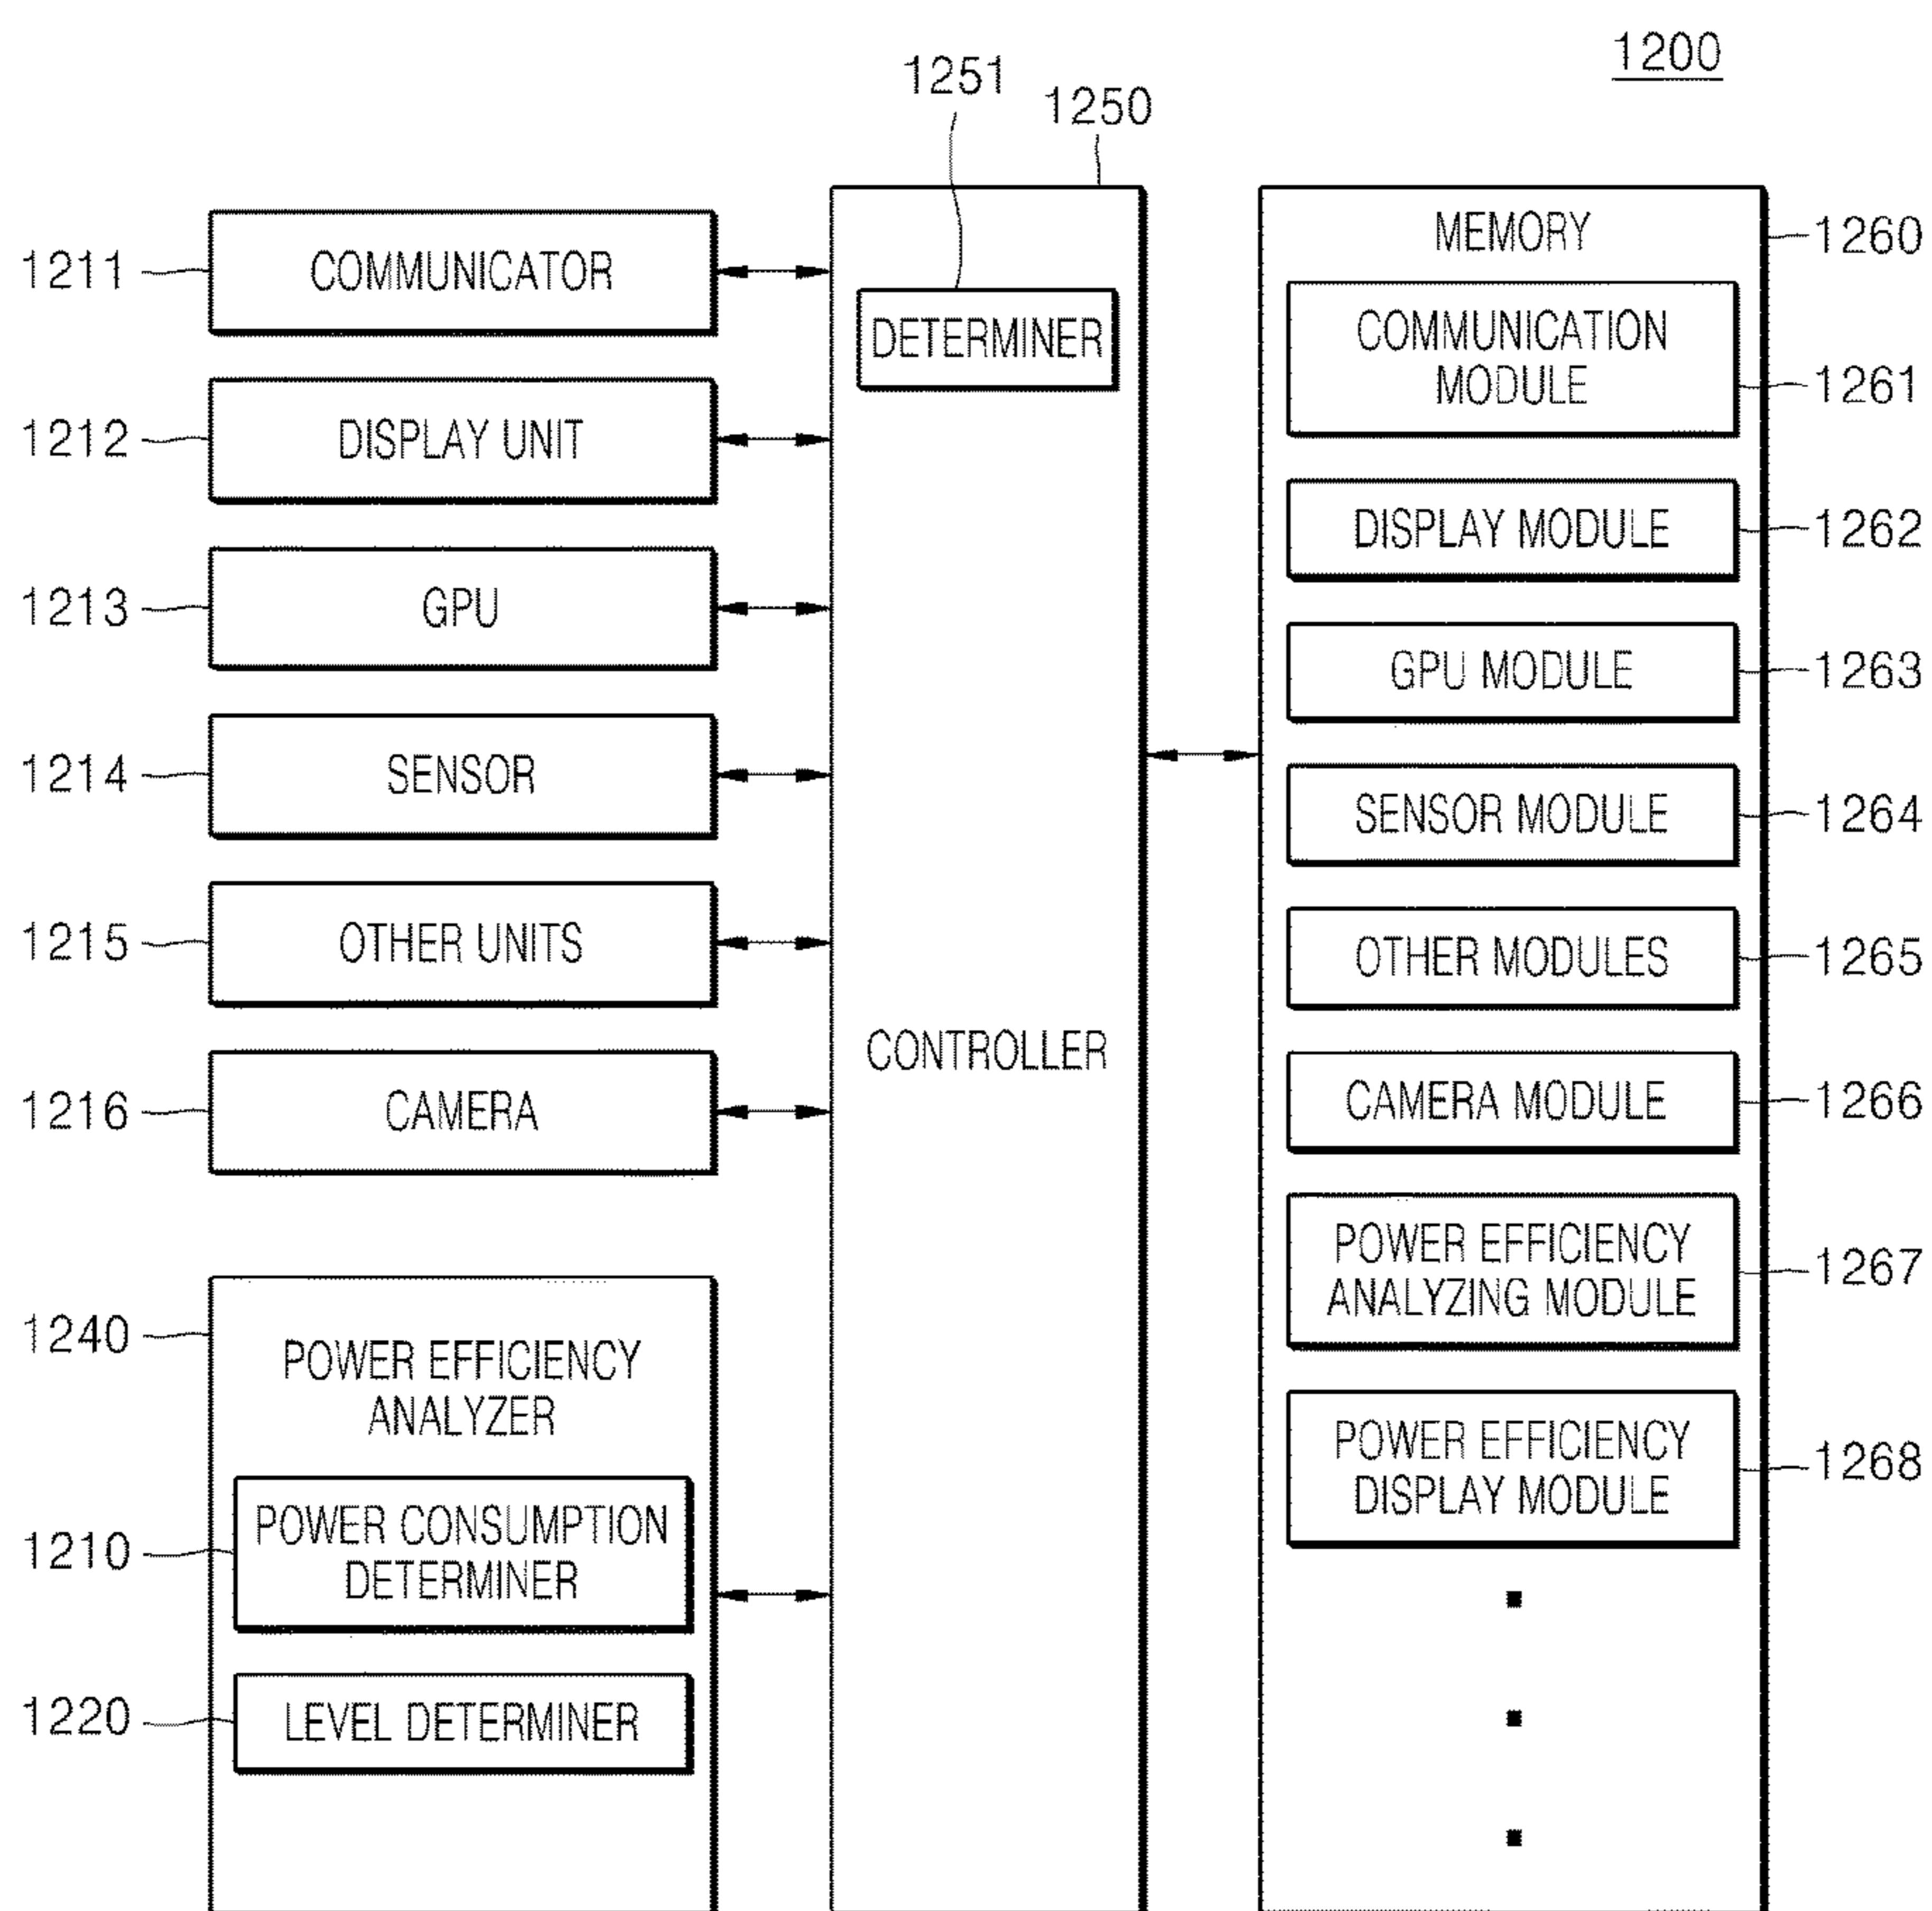 1200
1251
1250
1211
COMMUNICATOR
1212
DISPLAY UNIT
1213
GPU
1214
SENSOR
1215
OTHER UNITS
1216
CAMERA
1240
POWER EFFICIENCY
ANALYZER
1210
POWER CONSUMPTION
DETERMINER
1220
LEVEL DETERMINER
DETERMINER
CONTROLLER
MEMORY
1260
COMMUNICATION
MODULE
1261
DISPLAY MODULE
1262
GPU MODULE
1263
SENSOR MODULE
1264
OTHER MODULES
1265
CAMERA MODULE
1266
POWER EFFICIENCY
ANALYZING MODULE
1267
POWER EFFICIENCY
DISPLAY MODULE
1268